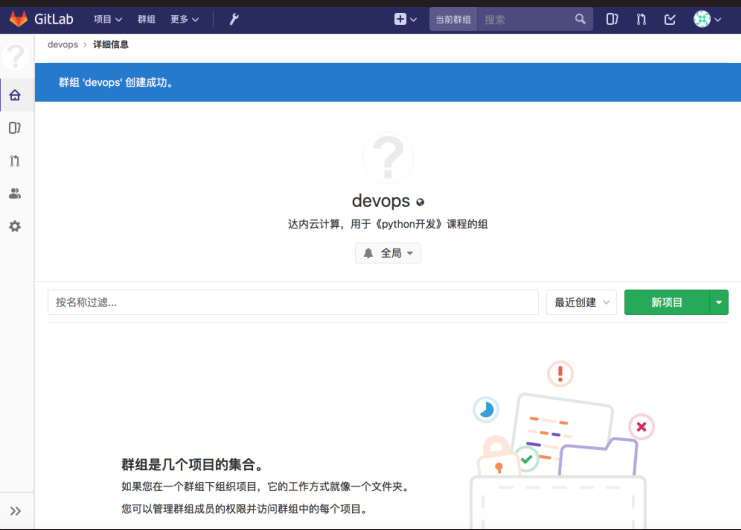 GitLab 项目 群组 更多 当前群组 搜索
devops > 详细信息
群组 'devops' 创建成功。
devops
达内云计算，用于《python开发》课程的组
全局
按名称过滤... 最近创建 新项目
群组是几个项目的集合。
如果您在一个群组下组织项目，它的工作方式就像一个文件夹。
您可以管理群组成员的权限并访问群组中的每个项目。